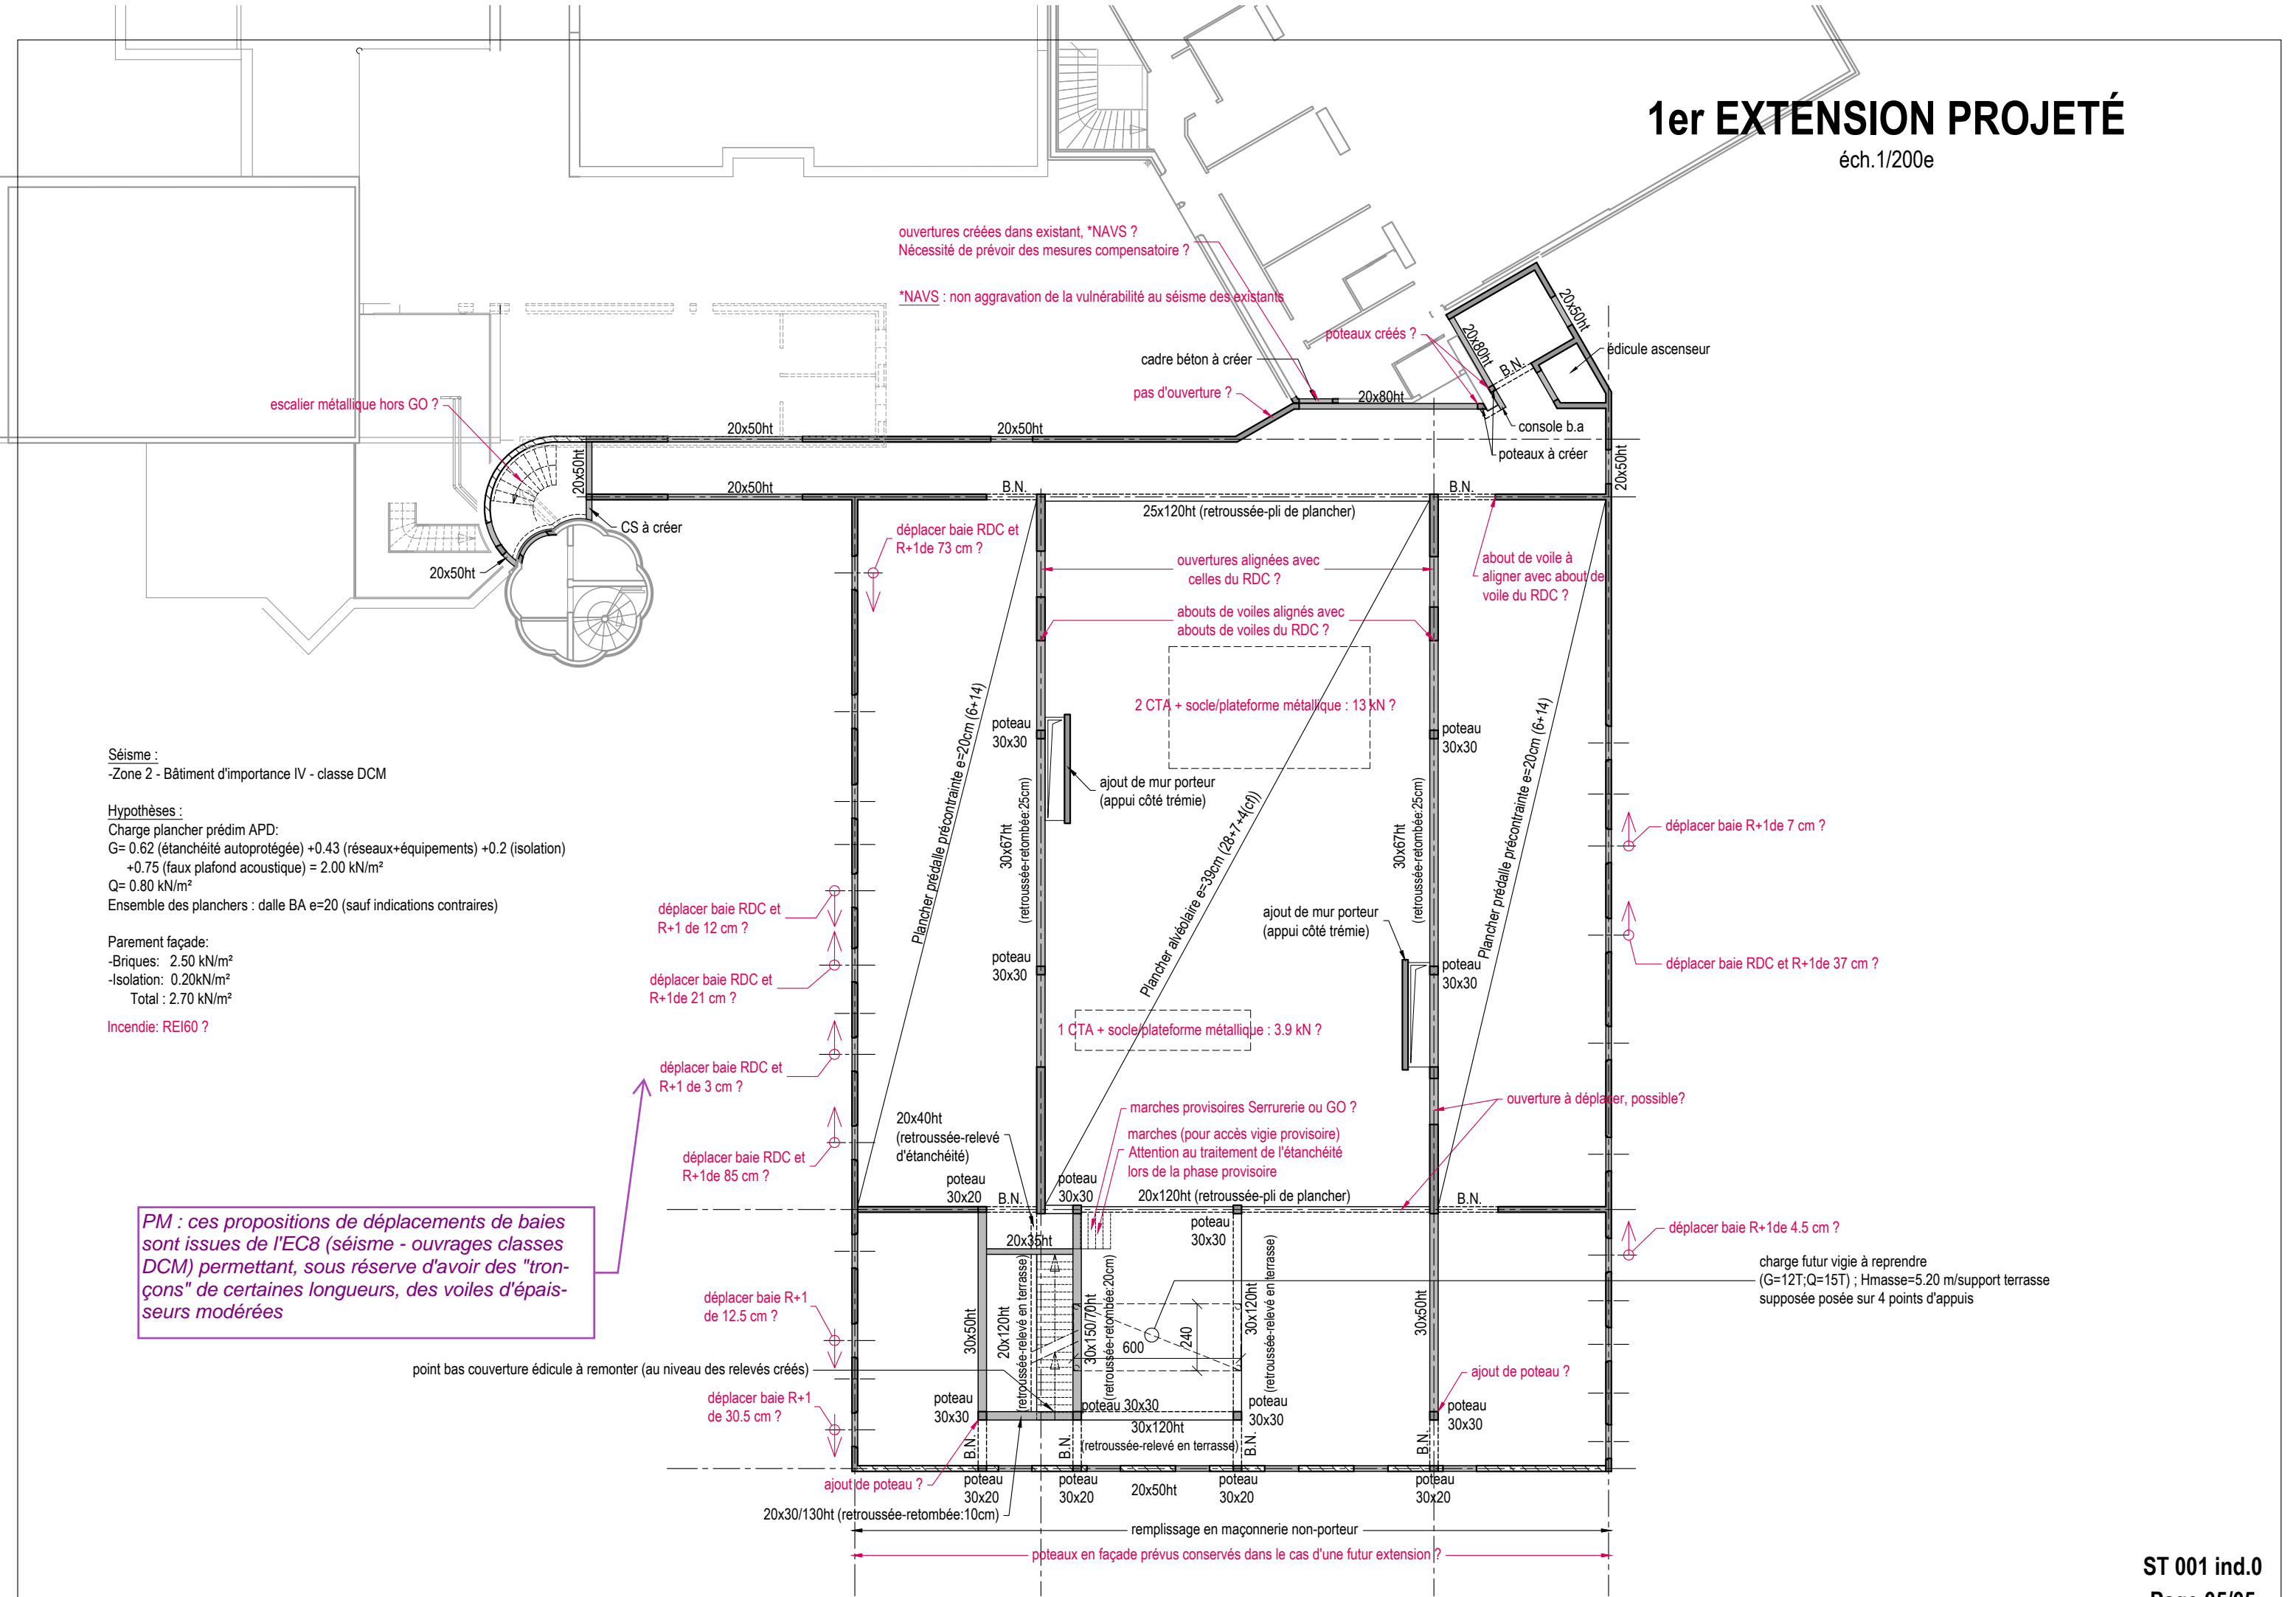 1er EXTENSION PROJETÉ
éch.1/200e
ouvertures créées dans existant, *NAVS ?
Nécessité de prévoir des mesures compensatoire ?
*NAVS : non aggravation de la vulnérabilité au séisme des existants
poteaux créés ?
20x50ht
20x80ht
B.N.
édicule ascenseur
cadre béton à créer
pas d'ouverture ?
20x80ht
console b.a
poteaux à créer
20x50ht
escalier métallique hors GO ?
20x50ht
20x50ht
20x50ht
20x50ht
CS à créer
20x50ht
B.N.
B.N.
25x120ht (retroussée-pli de plancher)
déplacer baie RDC et
R+1de 73 cm ?
ouvertures alignées avec
celles du RDC ?
about de voile à
aligner avec about de
voile du RDC ?
abouts de voiles alignés avec
abouts de voiles du RDC ?
2 CTA + socle/plateforme métallique : 13 kN ?
poteau
30x30
poteau
30x30
Plancher prédalle précontrainte e=20cm (6+14)
Plancher alvéolaire e=39cm (28+7+4(cf))
Plancher prédalle précontrainte e=20cm (6+14)
ajout de mur porteur
(appui côté trémie)
30x67ht
(retroussée-retombée:25cm)
30x67ht
(retroussée-retombée:25cm)
ajout de mur porteur
(appui côté trémie)
poteau
30x30
poteau
30x30
Séisme :
-Zone 2 - Bâtiment d'importance IV - classe DCM
Hypothèses :
Charge plancher prédim APD:
G= 0.62 (étanchéité autoprotégée) +0.43 (réseaux+équipements) +0.2 (isolation)
+0.75 (faux plafond acoustique) = 2.00 kN/m²
Q= 0.80 kN/m²
Ensemble des planchers : dalle BA e=20 (sauf indications contraires)
Parement façade:
-Briques: 2.50 kN/m²
-Isolation: 0.20kN/m²
Total : 2.70 kN/m²
Incendie: REI60 ?
déplacer baie RDC et
R+1 de 12 cm ?
déplacer baie RDC et
R+1de 21 cm ?
déplacer baie RDC et
R+1 de 3 cm ?
déplacer baie RDC et
R+1de 85 cm ?
déplacer baie R+1de 7 cm ?
déplacer baie RDC et R+1de 37 cm ?
1 CTA + socle/plateforme métallique : 3.9 kN ?
ouverture à déplacer, possible?
marches provisoires Serrurerie ou GO ?
marches (pour accès vigie provisoire)
Attention au traitement de l'étanchéité
lors de la phase provisoire
20x40ht
(retroussée-relevé
d'étanchéité)
poteau
30x20
B.N.
poteau
30x30
20x120ht (retroussée-pli de plancher)
B.N.
PM : ces propositions de déplacements de baies
sont issues de l'EC8 (séisme - ouvrages classes
DCM) permettant, sous réserve d'avoir des "tron-
çons" de certaines longueurs, des voiles d'épais-
seurs modérées
poteau
30x30
20x35ht
déplacer baie R+1de 4.5 cm ?
charge futur vigie à reprendre
(G=12T;Q=15T) ; Hmasse=5.20 m/support terrasse
supposée posée sur 4 points d'appuis
30x50ht
20x120ht
(retroussée-relevé en terrasse)
30x150/70ht
(retroussée-retombée:20cm)
600
240
30x120ht
(retroussée-relevé en terrasse)
30x50ht
déplacer baie R+1
de 12.5 cm ?
point bas couverture édicule à remonter (au niveau des relevés créés)
déplacer baie R+1
de 30.5 cm ?
ajout de poteau ?
poteau
30x30
poteau 30x30
poteau
30x30
poteau
30x30
30x120ht
(retroussée-relevé en terrasse)
B.N.
B.N.
B.N.
B.N.
ajout de poteau ?
poteau
30x20
poteau
30x20
20x50ht
poteau
30x20
poteau
30x20
20x30/130ht (retroussée-retombée:10cm)
remplissage en maçonnerie non-porteur
poteaux en façade prévus conservés dans le cas d'une futur extension ?
ST 001 ind.0
Page 05/05